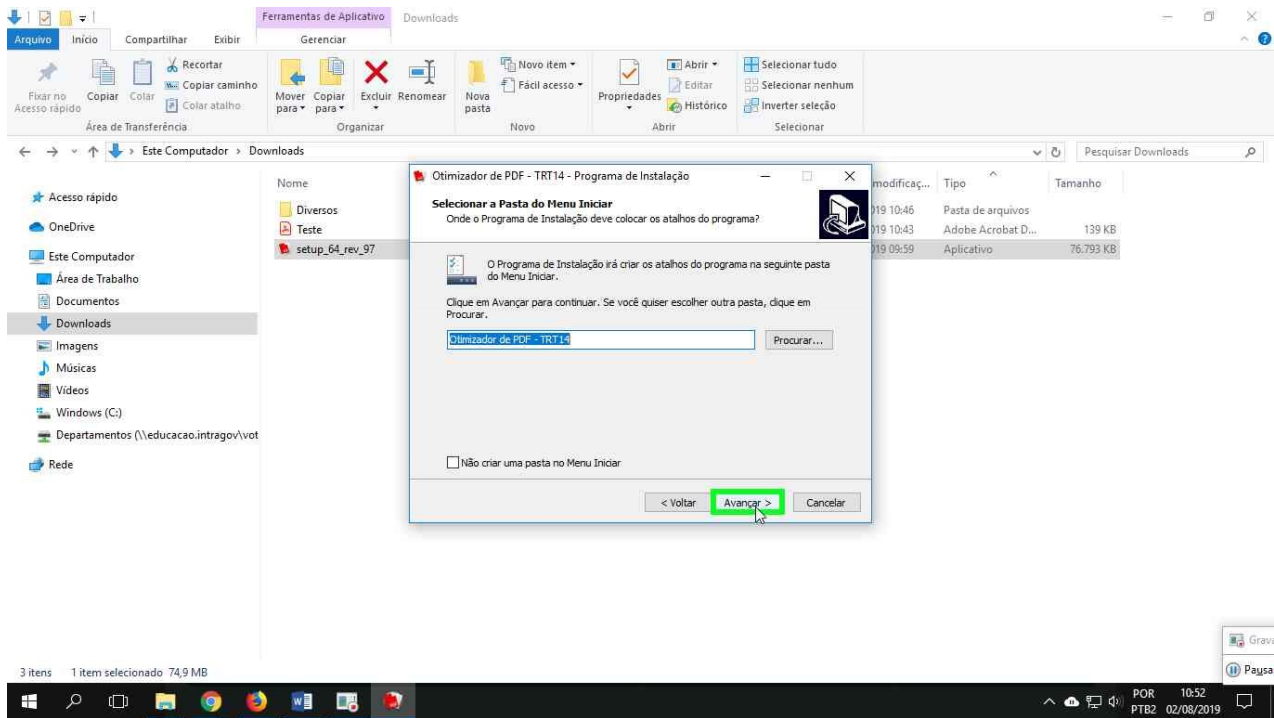 Ferramentas de Aplicativo Downloads
Arquivo Início Compartilhar Exibir Gerenciar
Fixar no Acesso rápido
Copiar
Colar
Recortar
Copiar caminho
Colar atalho
Mover para
Copiar para
Excluir
Renomear
Nova pasta
Novo item
Fácil acesso
Propriedades
Abrir
Editar
Histórico
Selecionar tudo
Selecionar nenhum
Inverter seleção
Área de Transferência Organizar Novo Abrir Selecionar
Este Computador > Downloads
Pesquisar Downloads
Acesso rápido
OneDrive
Este Computador
Área de Trabalho
Documentos
Downloads
Imagens
Músicas
Vídeos
Windows (C:)
Departamentos (\\educacao.intragov\vot
Rede
Nome modificaç... Tipo Tamanho
Diversos 019 10:46 Pasta de arquivos
Teste 019 10:43 Adobe Acrobat D... 139 KB
setup_64_rev_97 019 09:59 Aplicativo 76.793 KB
Otimizador de PDF - TRT14 - Programa de Instalação
Selecionar a Pasta do Menu Iniciar
Onde o Programa de Instalação deve colocar os atalhos do programa?
O Programa de Instalação irá criar os atalhos do programa na seguinte pasta
do Menu Iniciar.
Clique em Avançar para continuar. Se você quiser escolher outra pasta, clique em
Procurar.
Otimizador de PDF - TRT14
Procurar...
Não criar uma pasta no Menu Iniciar
< Voltar Avançar > Cancelar
Grava
Pausa
3 itens 1 item selecionado 74,9 MB
POR 10:52
PTB2 02/08/2019